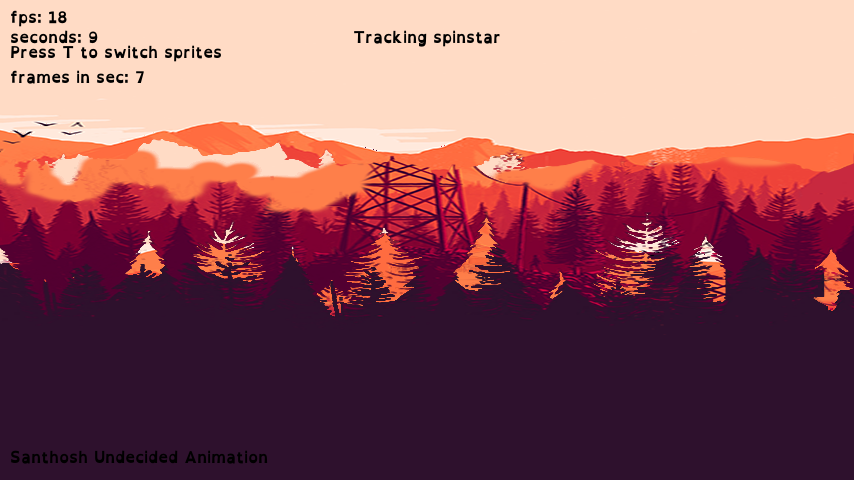 fps: 18
seconds: 9
Press T to switch sprites
frames in sec: 7
Tracking spinstar
Santhosh Undecided Animation